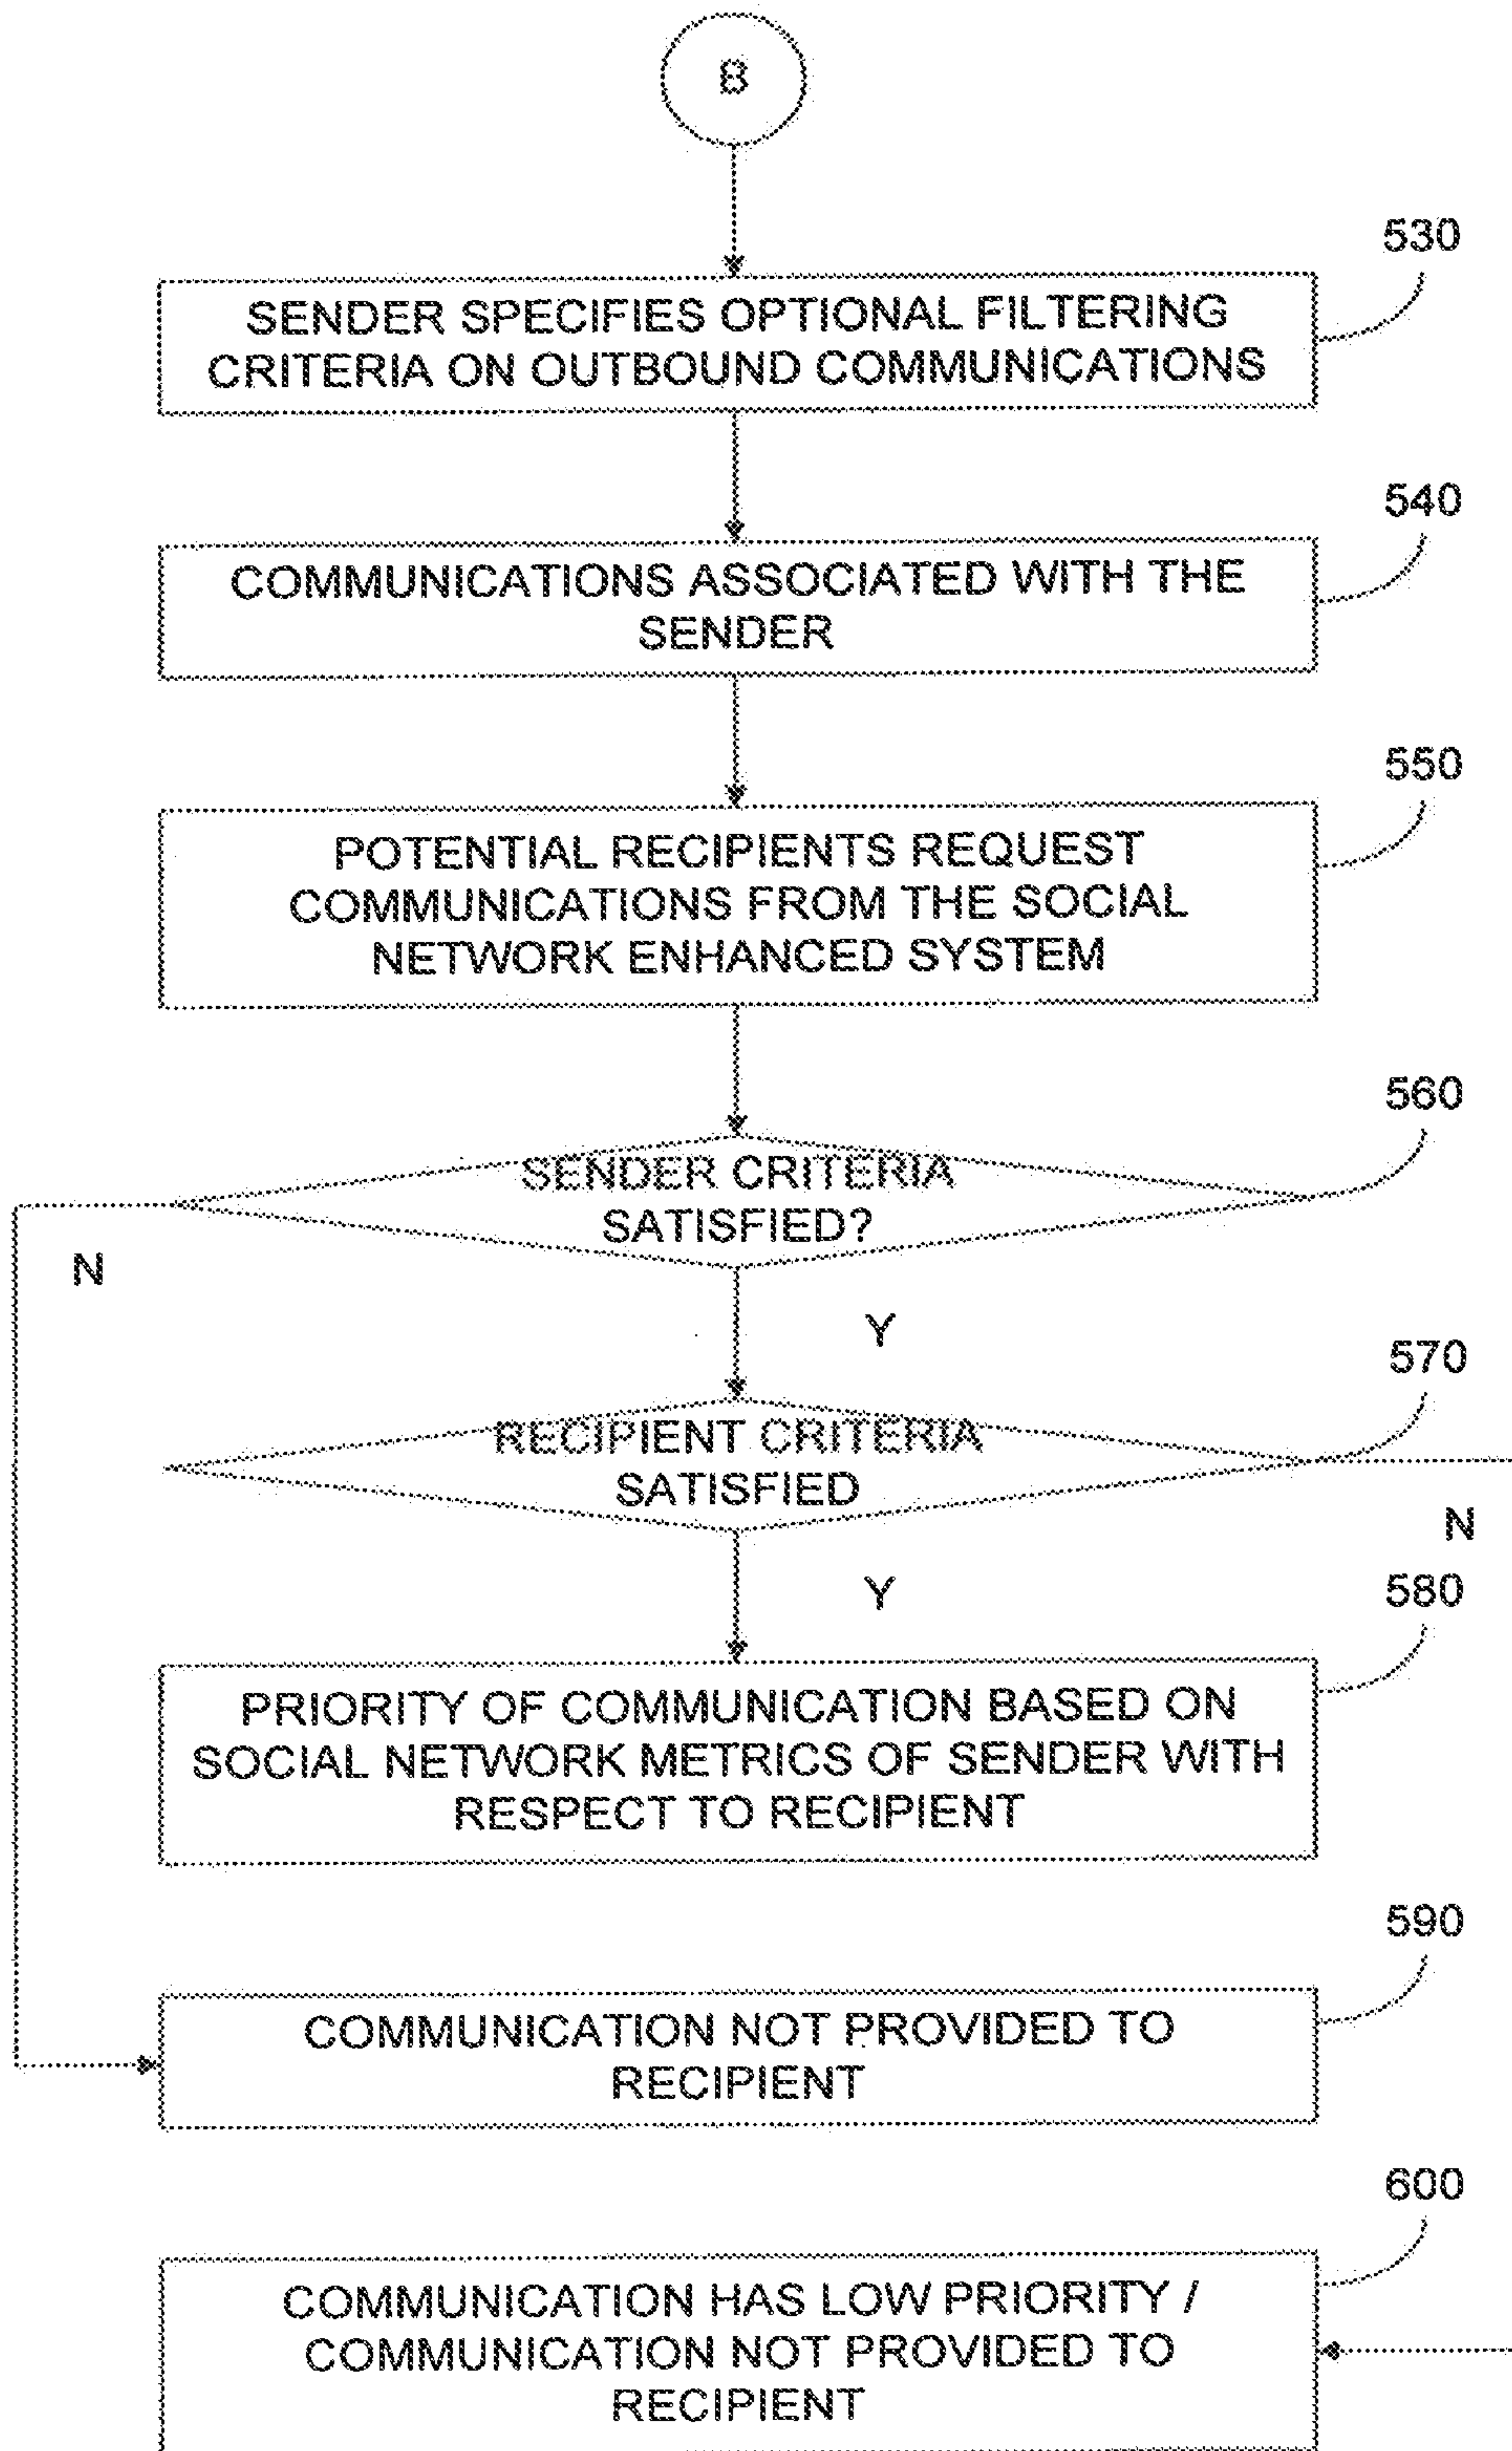 B
530
SENDER SPECIFIES OPTIONAL FILTERING
CRITERIA ON OUTBOUND COMMUNICATIONS
540
COMMUNICATIONS ASSOCIATED WITH THE
SENDER
550
POTENTIAL RECIPIENTS REQUEST
COMMUNICATIONS FROM THE SOCIAL
NETWORK ENHANCED SYSTEM
560
SENDER CRITERIA
SATISFIED?
N
Y
570
RECIPIENT CRITERIA
SATISFIED
N
Y
580
PRIORITY OF COMMUNICATION BASED ON
SOCIAL NETWORK METRICS OF SENDER WITH
RESPECT TO RECIPIENT
590
COMMUNICATION NOT PROVIDED TO
RECIPIENT
600
COMMUNICATION HAS LOW PRIORITY /
COMMUNICATION NOT PROVIDED TO
RECIPIENT